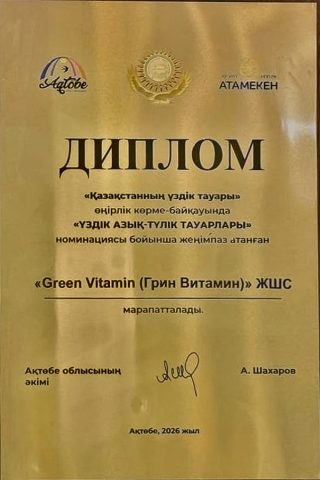 Aqtöbe
АТАМЕКЕН
ДИПЛОМ
«Қазақстанның үздік тауары»
өңірлік көрме-байқауында
«ҮЗДІК АЗЫҚ-ТҮЛІК ТАУАРЛАРЫ»
номинациясы бойынша жеңімпаз атанған
«Green Vitamin (Грин Витамин)» ЖШС
марапатталады.
Ақтөбе облысының
әкімі
А. Шахаров
Ақтөбе, 2026 жыл